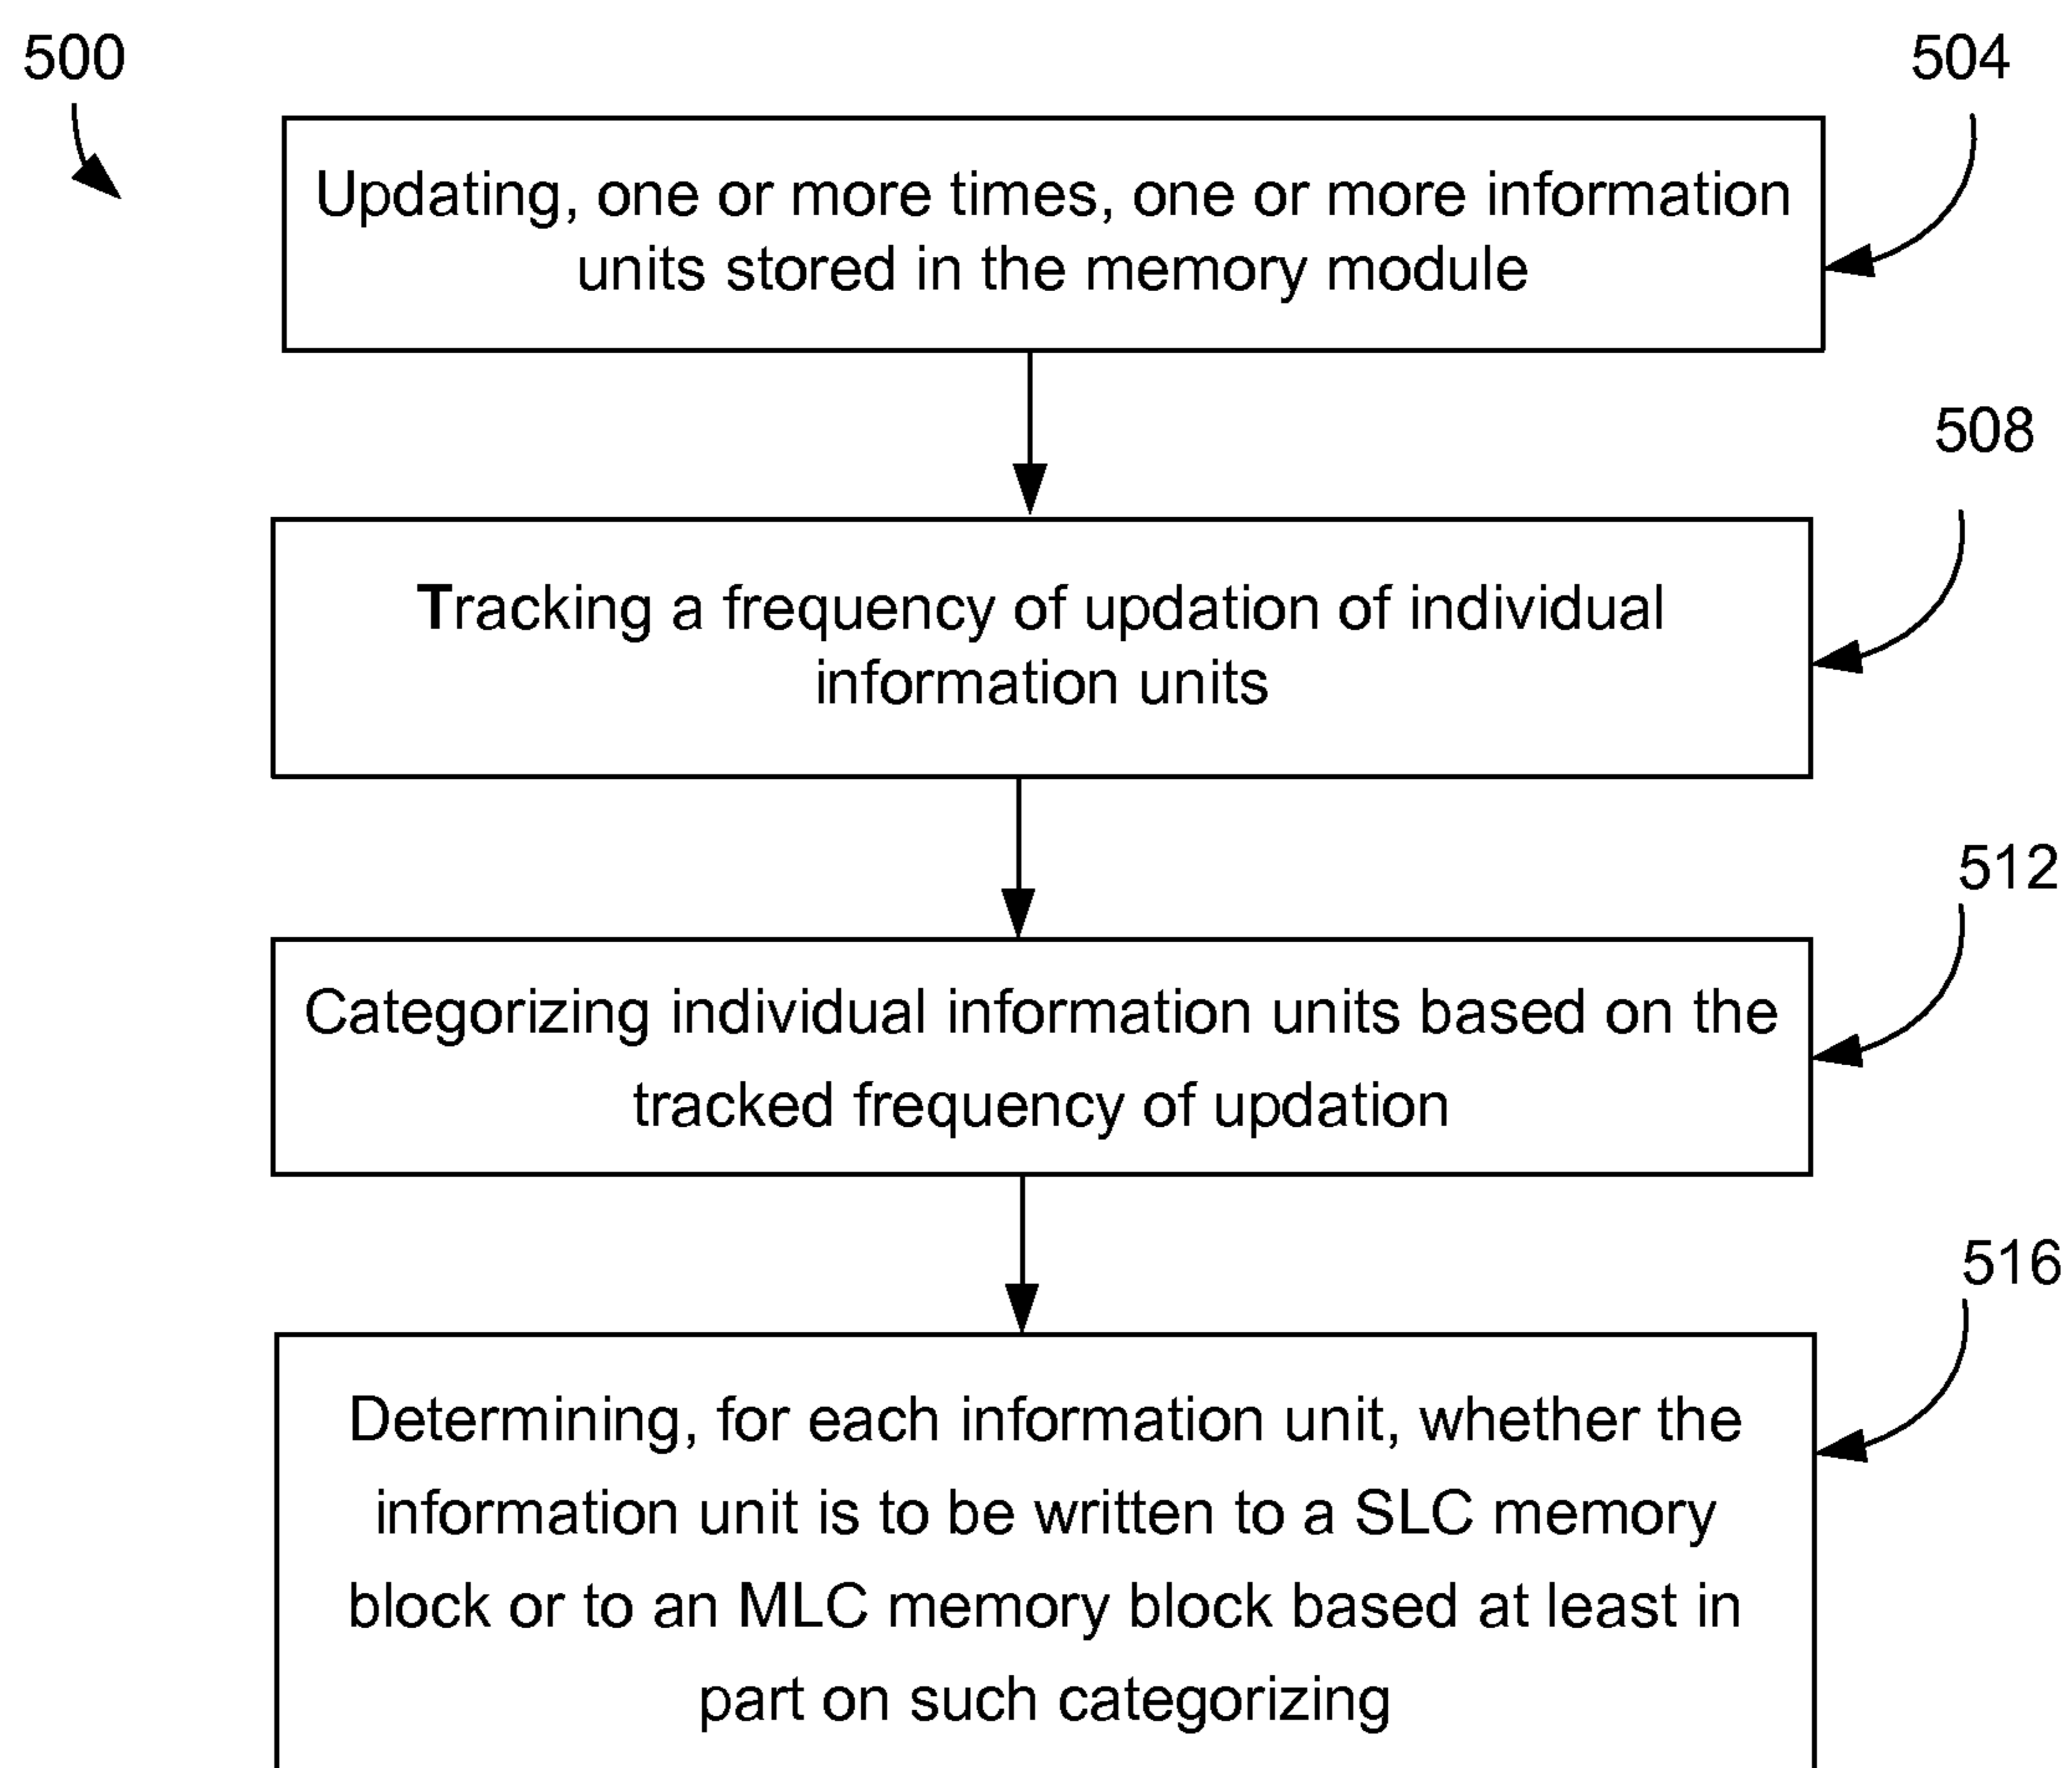 500
504
Updating, one or more times, one or more information
units stored in the memory module
508
Tracking a frequency of updation of individual
information units
512
Categorizing individual information units based on the
tracked frequency of updation
516
Determining, for each information unit, whether the
information unit is to be written to a SLC memory
block or to an MLC memory block based at least in
part on such categorizing